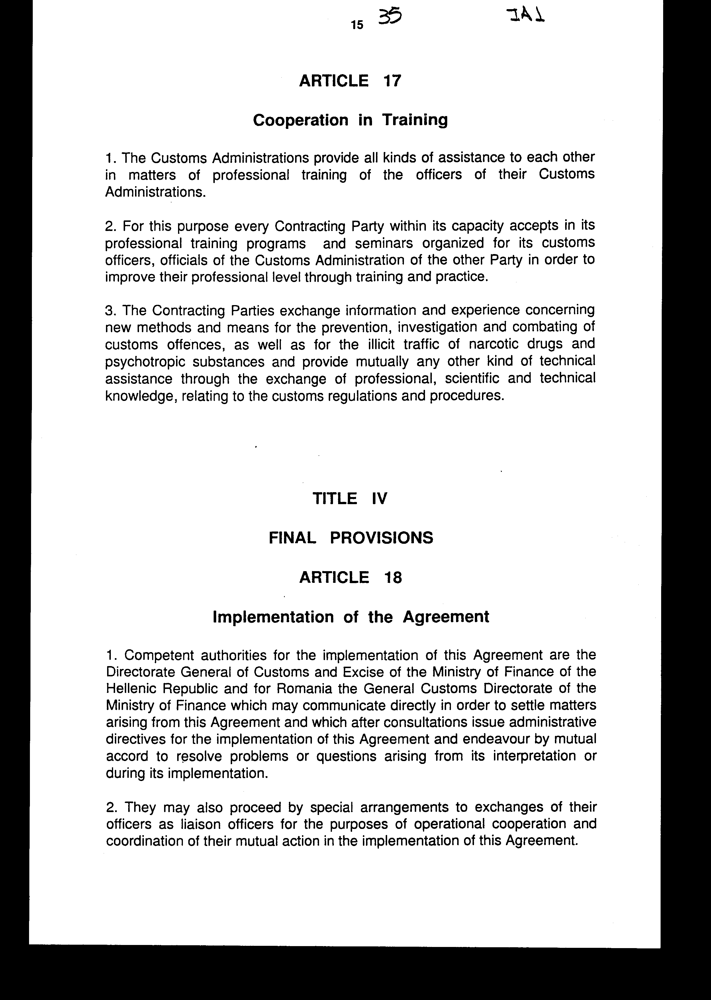 15 35 IA1
ARTICLE 17
Cooperation in Training
1. The Customs Administrations provide all kinds of assistance to each other
in matters of professional training of the officers of their Customs
Administrations.
2. For this purpose every Contracting Party within its capacity accepts in its
professional training programs and seminars organized for its customs
officers, officials of the Customs Administration of the other Party in order to
improve their professional level through training and practice.
3. The Contracting Parties exchange information and experience concerning
new methods and means for the prevention, investigation and combating of
customs offences, as well as for the illicit traffic of narcotic drugs and
psychotropic substances and provide mutually any other kind of technical
assistance through the exchange of professional, scientific and technical
knowledge, relating to the customs regulations and procedures.
TITLE IV
FINAL PROVISIONS
ARTICLE 18
Implementation of the Agreement
1. Competent authorities for the implementation of this Agreement are the
Directorate General of Customs and Excise of the Ministry of Finance of the
Hellenic Republic and for Romania the General Customs Directorate of the
Ministry of Finance which may communicate directly in order to settle matters
arising from this Agreement and which after consultations issue administrative
directives for the implementation of this Agreement and endeavour by mutual
accord to resolve problems or questions arising from its interpretation or
during its implementation.
2. They may also proceed by special arrangements to exchanges of their
officers as liaison officers for the purposes of operational cooperation and
coordination of their mutual action in the implementation of this Agreement.